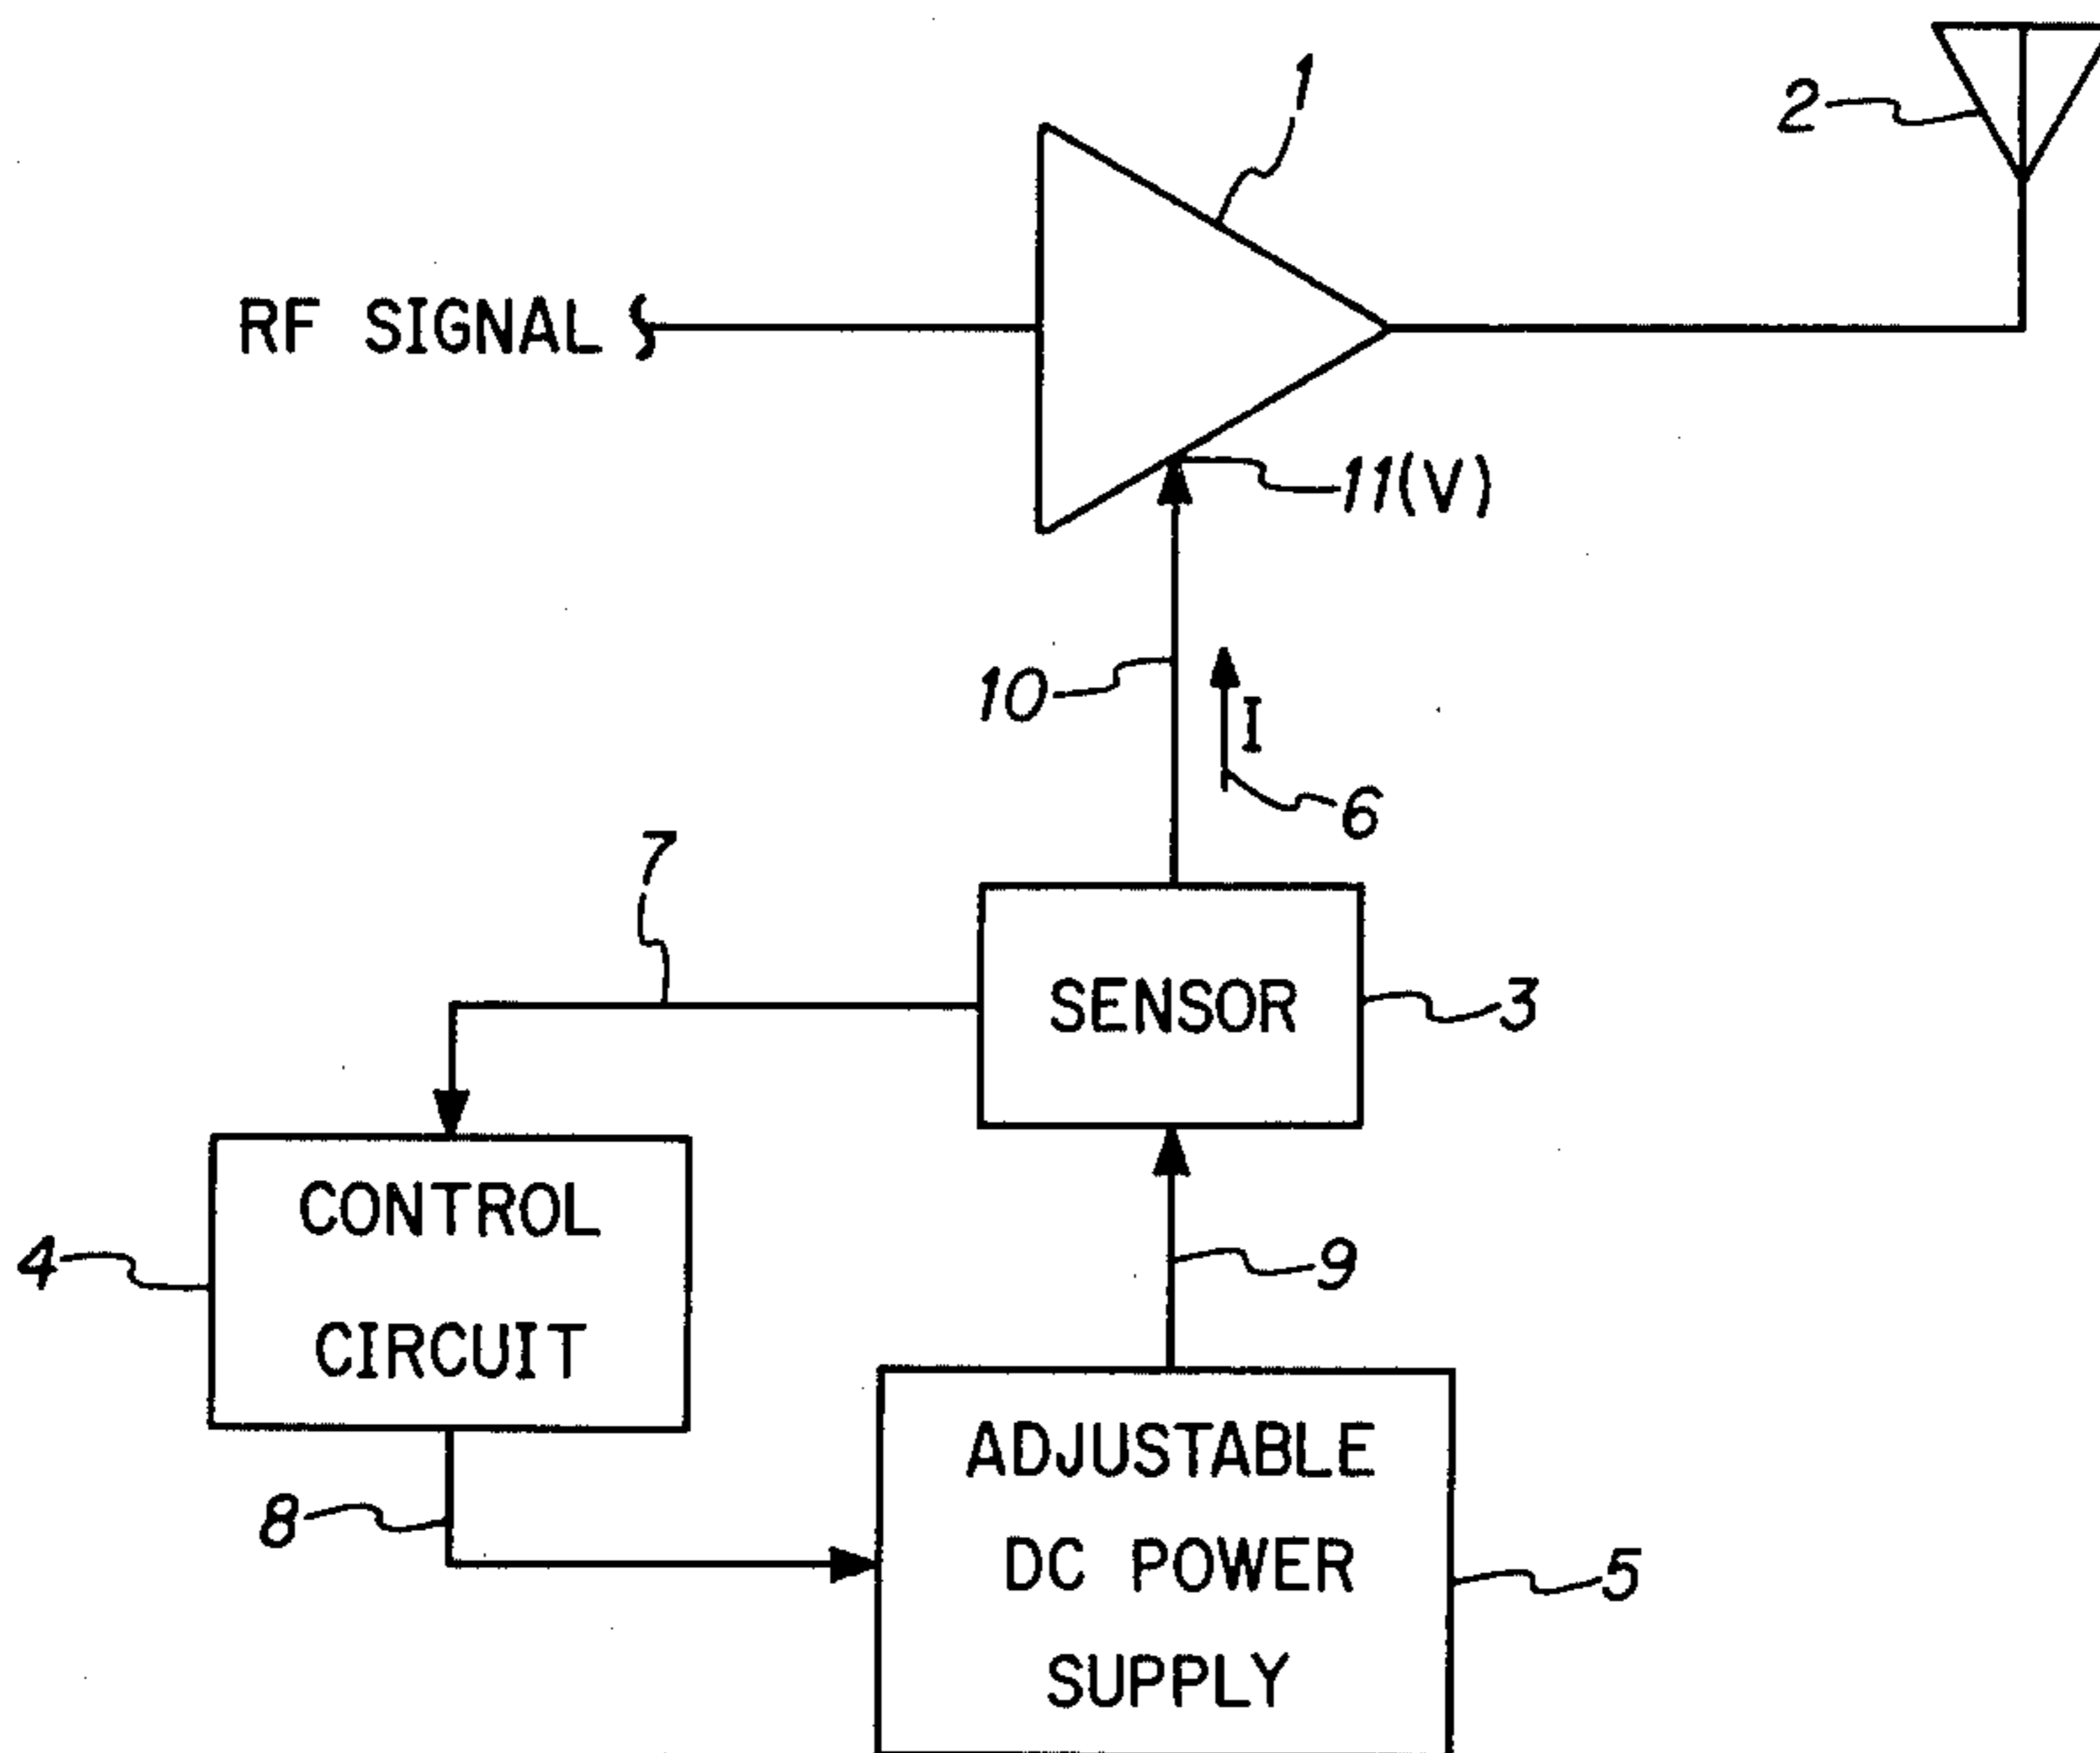 1
2
RF SIGNAL
11(V)
10
I
6
7
SENSOR
3
CONTROL
CIRCUIT
4
9
ADJUSTABLE
DC POWER
SUPPLY
8
5